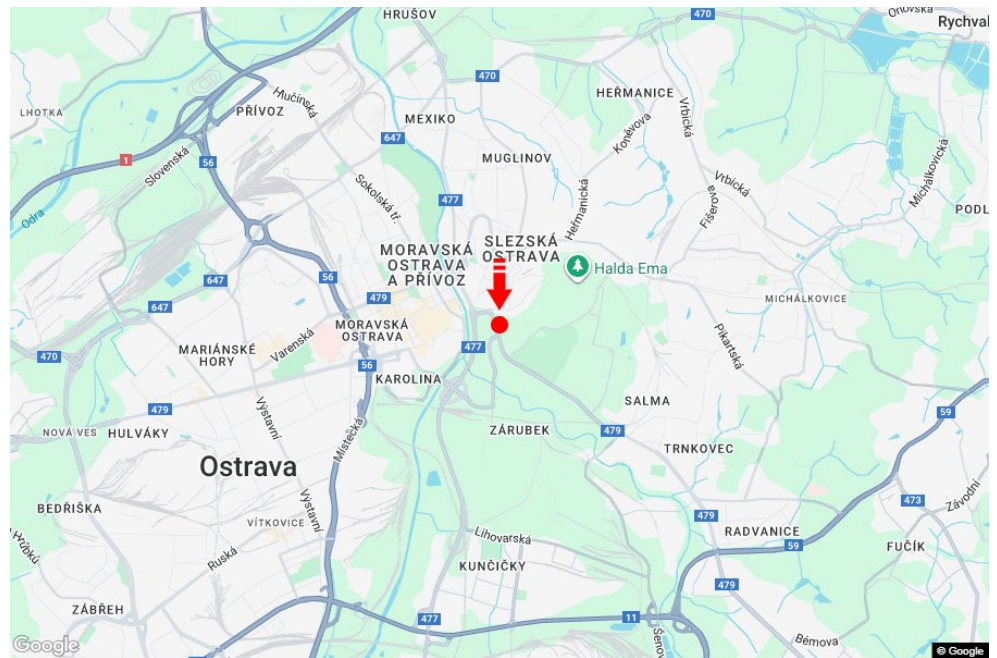 HRUŠOV
470
Orlovská
Rychval
470
HEŘMANICE
Hlučínská
PŘÍVOZ
LHOTKA
MEXIKO
Koněvova
Vrbická
647
MUGLINOV
1
56
Slovenská
Vrbická
Michálkovická
Sokolská tř.
477
Fišerova
PODL
Odra
Heřmanická
MORAVSKÁ
OSTRAVA
A PŘÍVOZ
SLEZSKÁ
OSTRAVA
Halda Ema
56
647
479
MICHÁLKOVICE
647
MORAVSKÁ
OSTRAVA
Varenská
MARIÁNSKÉ
HORY
477
Pikartská
470
56
KAROLINA
Výstavní
SALMA
479
59
NOVÁ VES
HULVÁKY
Místecká
ZÁRUBEK
479
TRNKOVEC
Ostrava
473
Závodní
BEDŘIŠKA
Výstavní
479
VÍTKOVICE
RADVANICE
59
Lihovarská
FUČÍK
Ruská
KUNČIČKY
479
ZÁBŘEH
477
11
Šenov
Bémova
Google
© Google